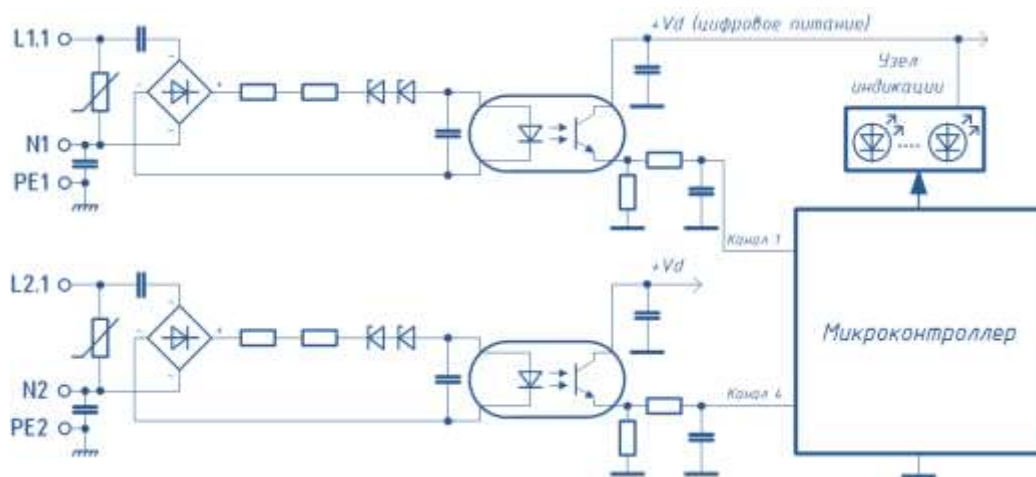 +Vd (цифровое питание)
L1.1
Узел
индикации
N1
PE1
Канал 1
+Vd
L2.1
Микроконтроллер
N2
Канал 4
PE2